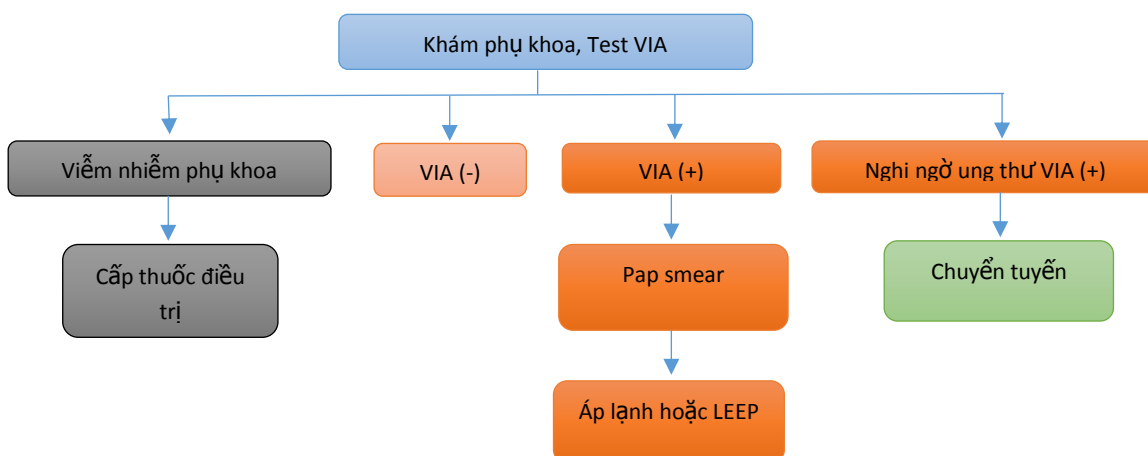 Khám phụ khoa, Test VIA
Viễm nhiễm phụ khoa
VIA (-)
VIA (+)
Nghi ngờ ung thư VIA (+)
Cấp thuốc điều
trị
Pap smear
Chuyển tuyến
Áp lạnh hoặc LEEP